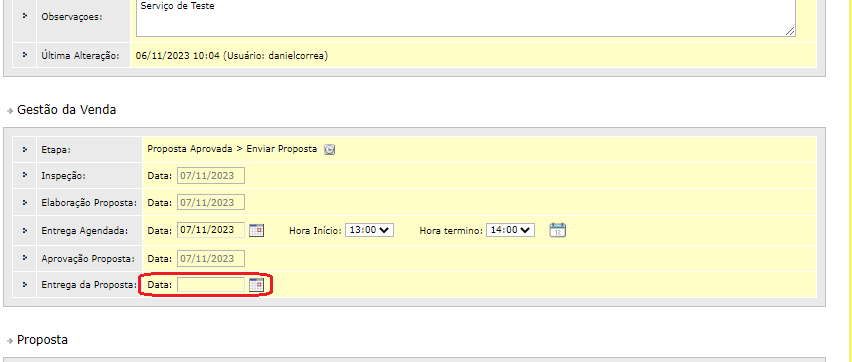 Serviço de Teste
Observaçoes:
Última Alteração: 06/11/2023 10:04 (Usuário: danielcorrea)
Gestão da Venda
Etapa: Proposta Aprovada > Enviar Proposta
Inspeção: Data: 07/11/2023
Elaboração Proposta: Data: 07/11/2023
Entrega Agendada: Data: 07/11/2023 Hora Início: 13:00 Hora termino: 14:00
Aprovação Proposta: Data: 07/11/2023
Entrega da Proposta: Data:
Proposta